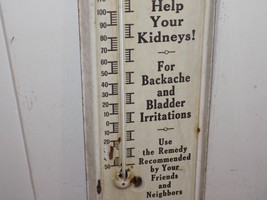 Help
Your
Kidneys!
For
Backache
and
Bladder
Irritations
Use
the Remedy
Recommended
by Your
Friends
and
Neighbors
100
90
80
70
60
50
40
30
20
10
0
10
20